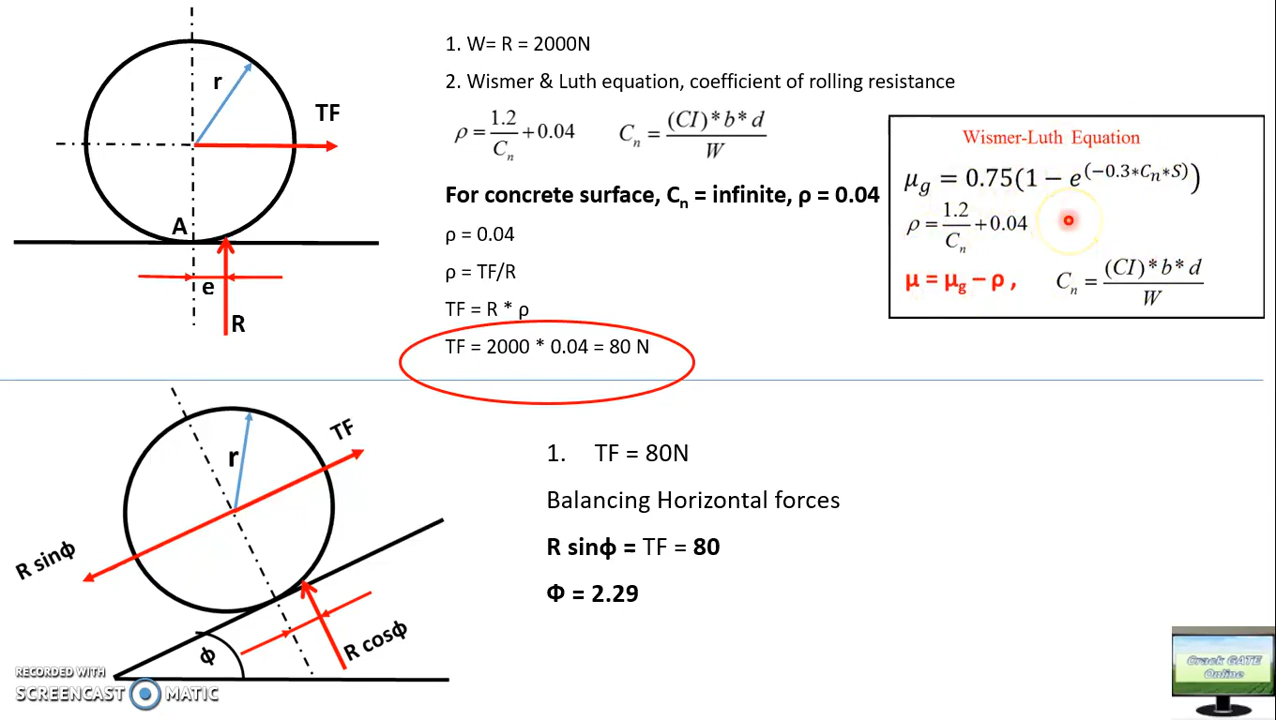 r
TF
A
e
R
1. W= R = 2000N
2. Wismer & Luth equation, coefficient of rolling resistance
ρ = 1.2/Cn + 0.04    Cn = (CI) * b * d / W
For concrete surface, Cn = infinite, ρ = 0.04
ρ = 0.04
ρ = TF/R
TF = R * ρ
TF = 2000 * 0.04 = 80 N
Wismer-Luth Equation
μg = 0.75(1 − e^(−0.3*Cn*S))
ρ = 1.2/Cn + 0.04
μ = μg – ρ ,    Cn = (CI) * b * d / W
r
TF
R sinϕ
R cosϕ
ϕ
1. TF = 80N
Balancing Horizontal forces
R sinϕ = TF = 80
Φ = 2.29
RECORDED WITH
SCREENCAST MATIC
Crack GATE
Online